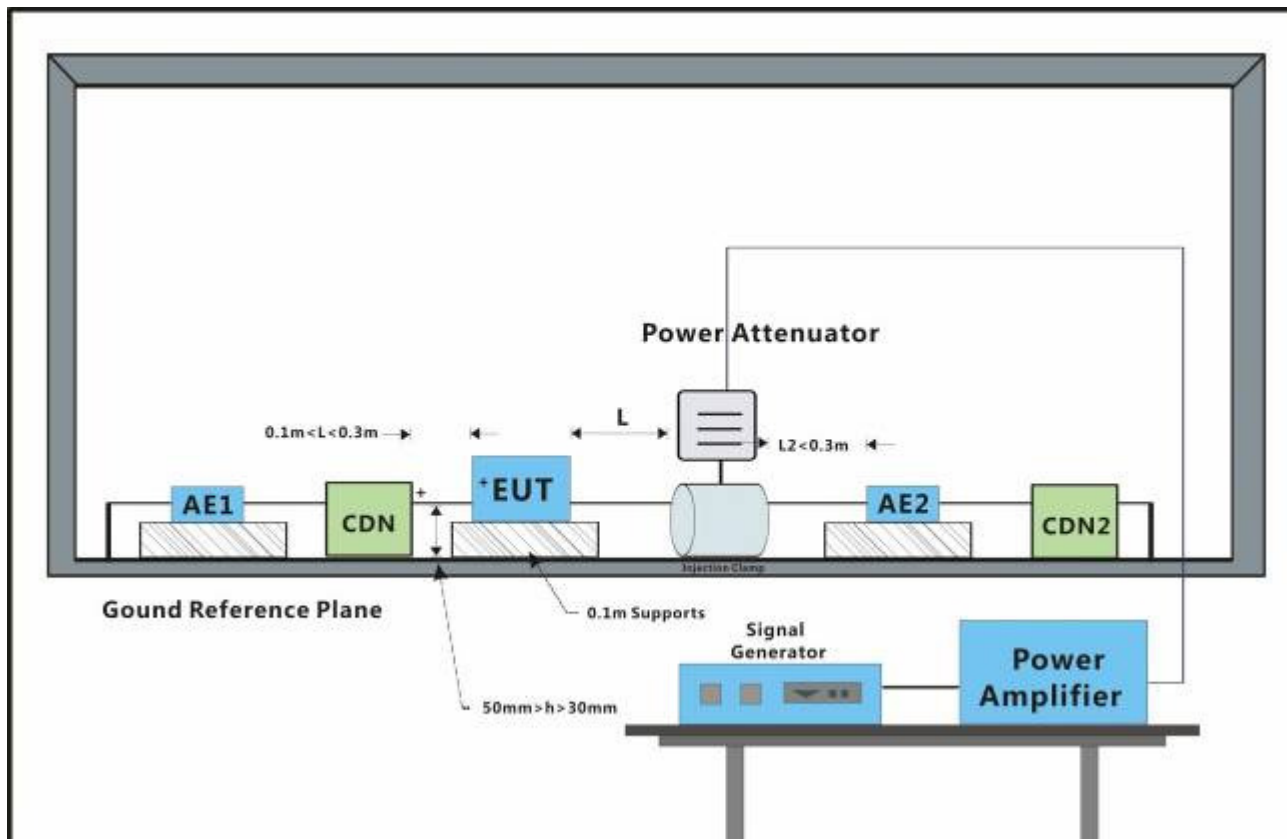 Power Attenuator
0.1m<L<0.3m
L
L2<0.3m
AE1
CDN
+
+EUT
AE2
CDN2
Injection Clamp
Gound Reference Plane
0.1m Supports
50mm>h>30mm
Signal
Generator
Power
Amplifier